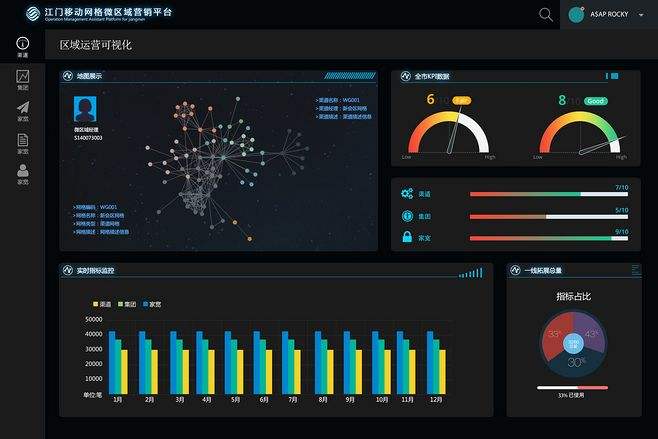 江门移动网格微区域营销平台
Operation Management Assistant Platform for jiangmen
ASAP ROCKY
渠道
集团
家宽
家宽
家宽
区域运营可视化
地图展示
微区域经理
S140073003
>渠道名称：WG001
>渠道经理：新会区网格
>渠道描述：渠道描述信息
>网格编码：WG001
>网格名称：新会区网格
>网格类型：渠道网格
>网格描述：网格描述信息
全市KPI数据
6/10 Fair
Low High
8/10 Good
Low High
渠道 7/10
集团 5/10
家宽 9/10
实时指标监控
渠道 集团 家宽
50000
40000
30000
20000
10000
单位:笔
1月 2月 3月 4月 5月 6月 7月 8月 9月 10月 11月 12月
一线拓展总量
指标占比
33%
43%
30%
33% 已使用